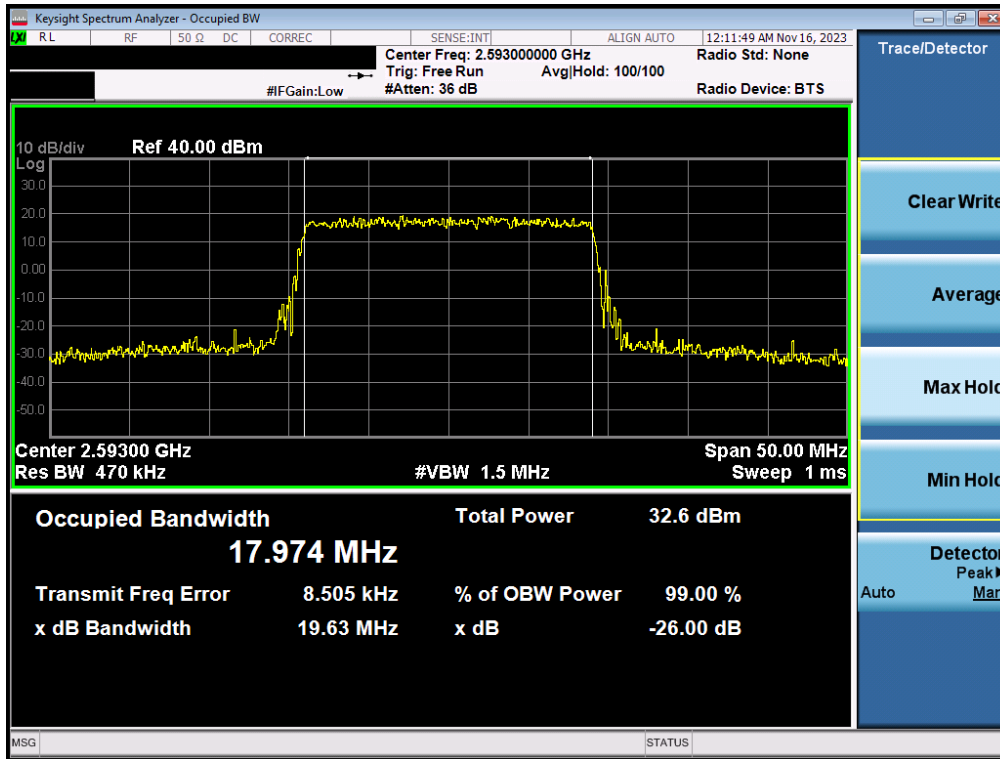 Keysight Spectrum Analyzer - Occupied BW
LXI RL RF 50 Ω DC CORREC SENSE:INT ALIGN AUTO 12:11:49 AM Nov 16, 2023
Center Freq: 2.593000000 GHz Radio Std: None
Trig: Free Run Avg|Hold: 100/100
#IFGain:Low #Atten: 36 dB Radio Device: BTS
Trace/Detector
10 dB/div Ref 40.00 dBm
Log
30.0
20.0
10.0
0.00
-10.0
-20.0
-30.0
-40.0
-50.0
Center 2.59300 GHz Span 50.00 MHz
Res BW 470 kHz #VBW 1.5 MHz Sweep 1 ms
Occupied Bandwidth Total Power 32.6 dBm
17.974 MHz
Transmit Freq Error 8.505 kHz % of OBW Power 99.00 %
x dB Bandwidth 19.63 MHz x dB -26.00 dB
Clear Write
Average
Max Hold
Min Hold
Detector
Peak
Auto Man
MSG STATUS